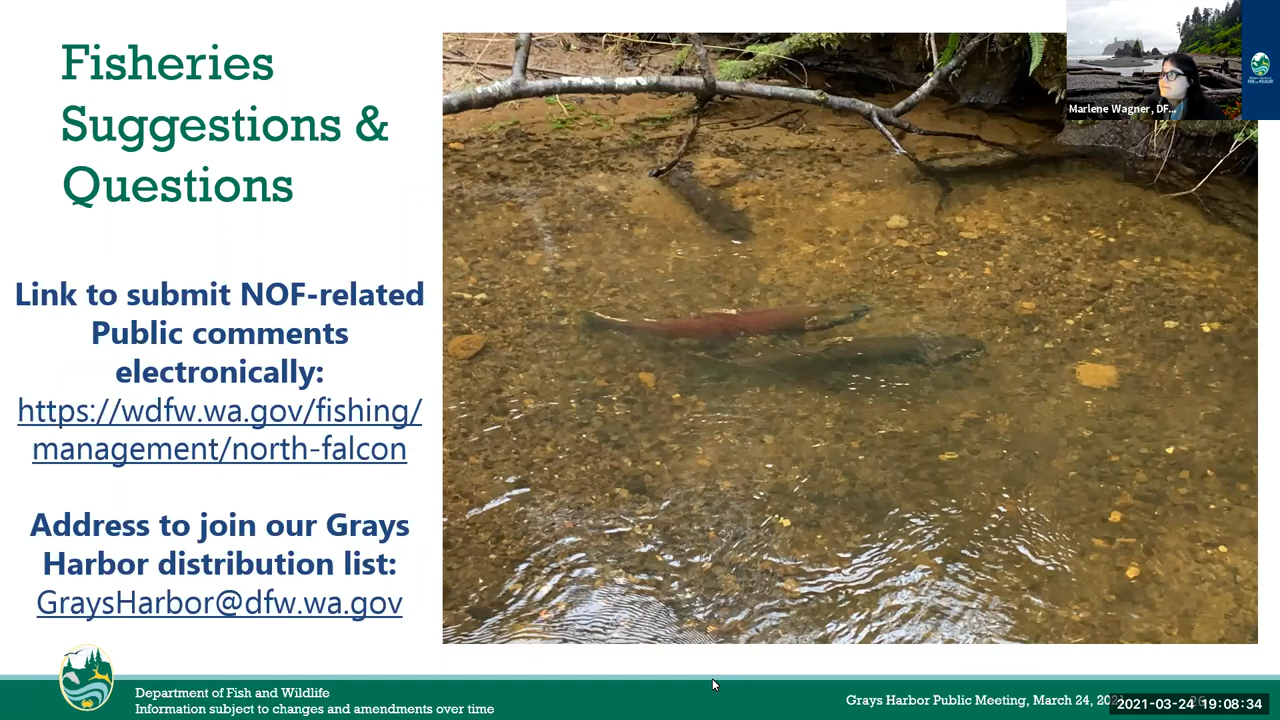 Fisheries
Suggestions &
Questions
Marlene Wagner, DF...
Link to submit NOF-related
Public comments
electronically:
https://wdfw.wa.gov/fishing/
management/north-falcon
Address to join our Grays
Harbor distribution list:
GraysHarbor@dfw.wa.gov
Department of Fish and Wildlife
Information subject to changes and amendments over time
Grays Harbor Public Meeting, March 24, 2021
2021-03-24 19:08:34